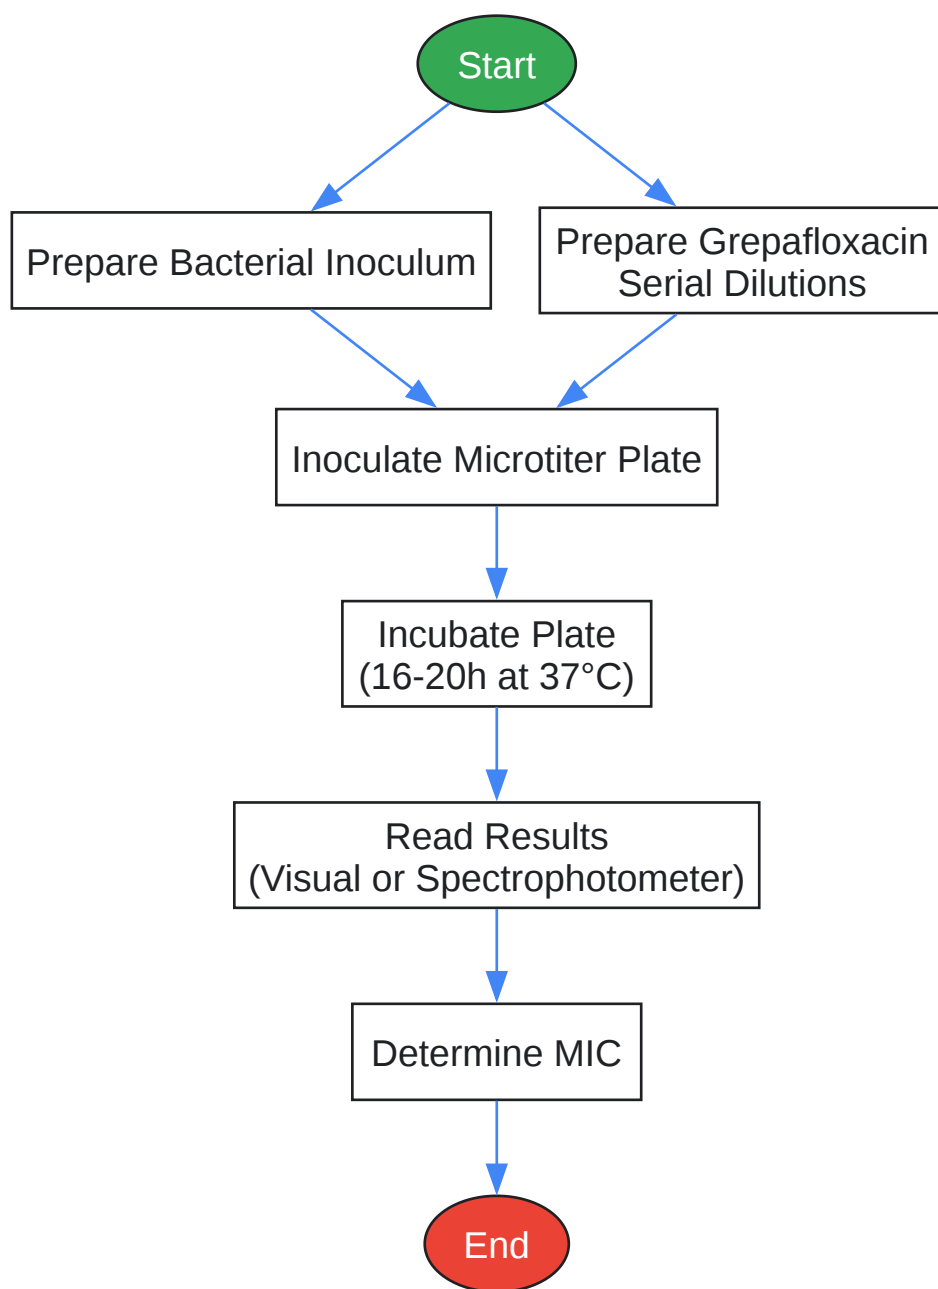 Start
Prepare Bacterial Inoculum
Prepare Grepafloxacin
Serial Dilutions
Inoculate Microtiter Plate
Incubate Plate
(16-20h at 37°C)
Read Results
(Visual or Spectrophotometer)
Determine MIC
End